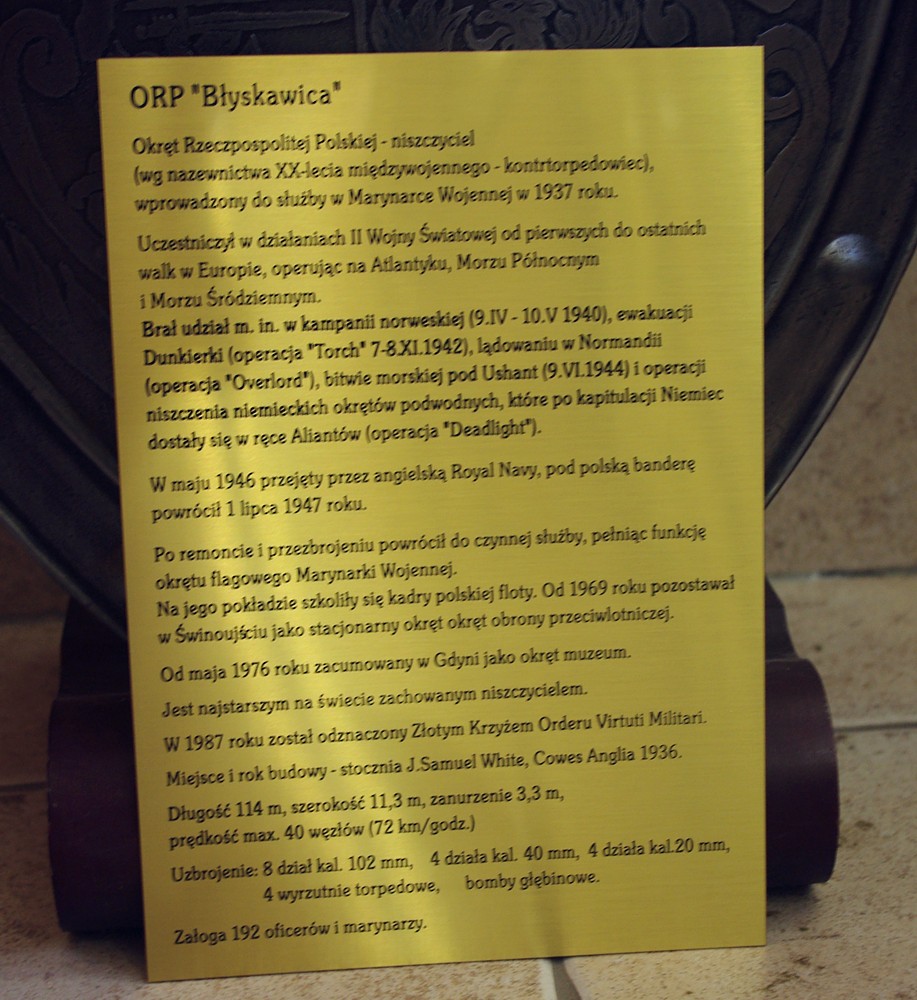 ORP "Błyskawica"
Okręt Rzeczpospolitej Polskiej - niszczyciel
(wg nazewnictwa XX.lecia międzywojennego - kontrtorpedowiec),
wprowadzony do służby w Marynarce Wojennej w 1937 roku.
Uczestniczył w działaniach II Wojny Światowej od pierwszych do ostatnich
walk w Europie, operując na Atlantyku, Morzu Północnym
i Morzu Śródziemnym.
Brał udział m. in. w kampanii norweskiej (9.IV - 10.V 1940), ewakuacji
Dunkierki (operacja "Torch" 7-8.XI.1942), lądowaniu w Normandii
(operacja "Overlord"), bitwie morskiej pod Ushant (9.VI.1944) i operacji
niszczenia niemieckich okrętów podwodnych, które po kapitulacji Niemiec
dostały się w ręce Aliantów (operacja "Deadlight").
W maju 1946 przejęty przez angielską Royal Navy, pod polską banderę
powrócił 1 lipca 1947 roku.
Po remoncie i przezbrojeniu powrócił do czynnej służby, pełniąc funkcję
okrętu flagowego Marynarki Wojennej.
Na jego pokładzie szkoliły się kadry polskiej floty. Od 1969 roku pozostawał
w Świnoujściu jako stacjonarny okręt okręt obrony przeciwlotniczej.
Od maja 1976 roku zacumowany w Gdyni jako okręt muzeum.
Jest najstarszym na świecie zachowanym niszczycielem.
W 1987 roku został odznaczony Złotym Krzyżem Orderu Virtuti Militari.
Miejsce i rok budowy - stocznia J.Samuel White, Cowes Anglia 1936.
Długość 114 m, szerokość 11,3 m, zanurzenie 3,3 m,
prędkość max. 40 węzłów (72 km/godz.)
Uzbrojenie: 8 dział kal. 102 mm, 4 działa kal. 40 mm, 4 działa kal.20 mm,
4 wyrzutnie torpedowe, bomby głębinowe.
Załoga 192 oficerów i marynarzy.